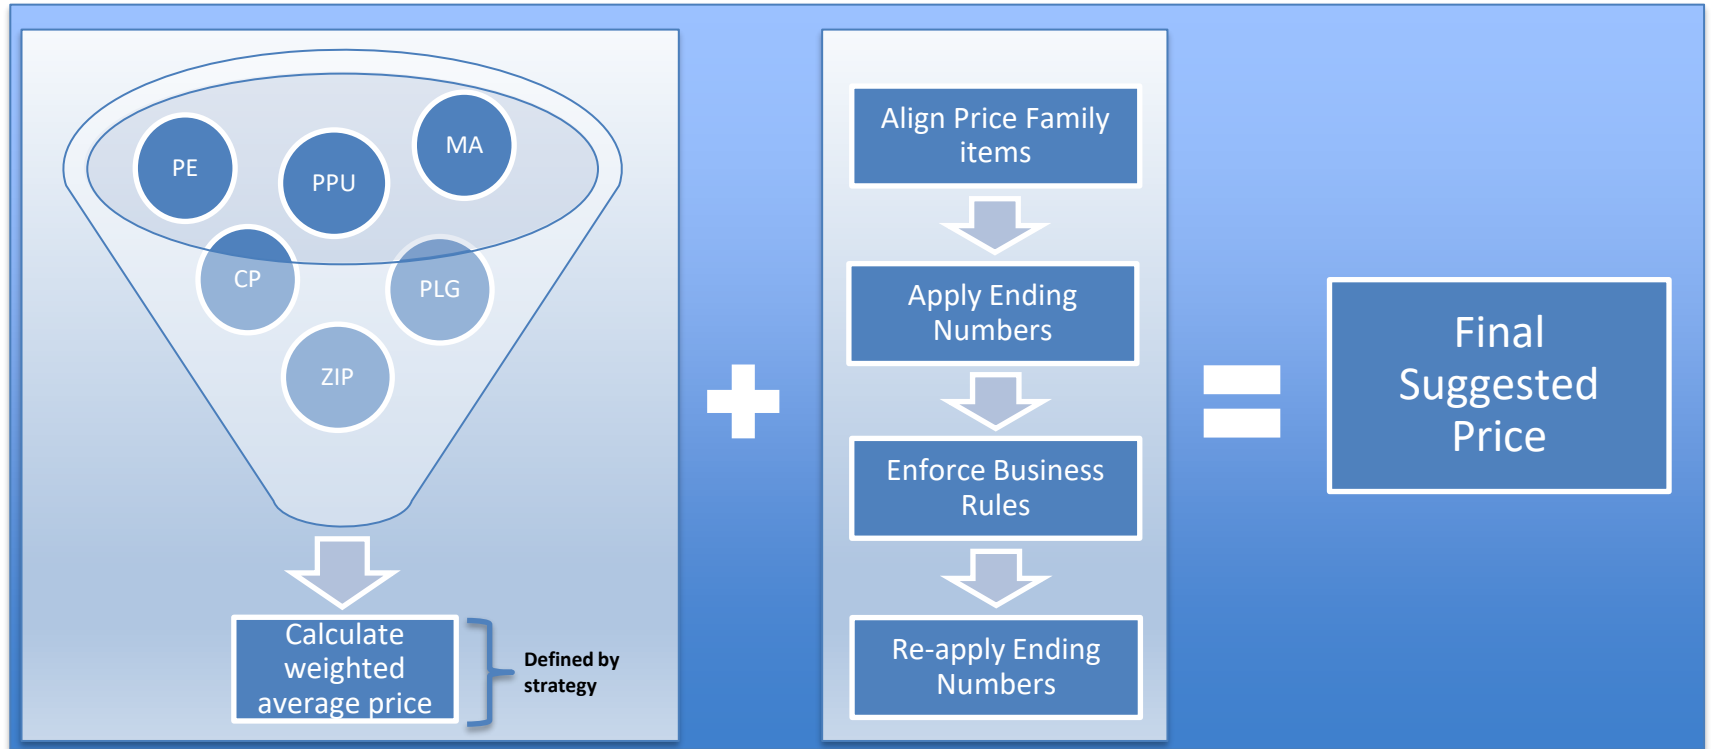 PE
PPU
MA
CP
PLG
ZIP
Calculate
weighted
average price
Defined by
strategy
Align Price Family
items
Apply Ending
Numbers
Enforce Business
Rules
Re-apply Ending
Numbers
Final
Suggested
Price